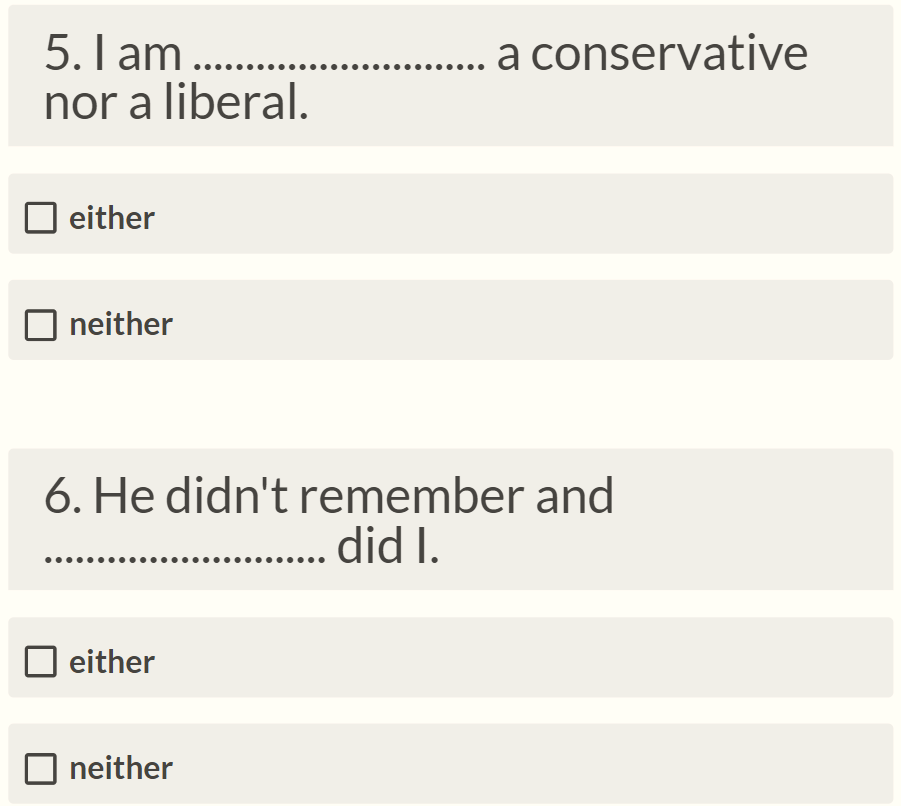 5. I am ............................ a conservative
nor a liberal.
either
neither
6. He didn't remember and
........................... did I.
either
neither